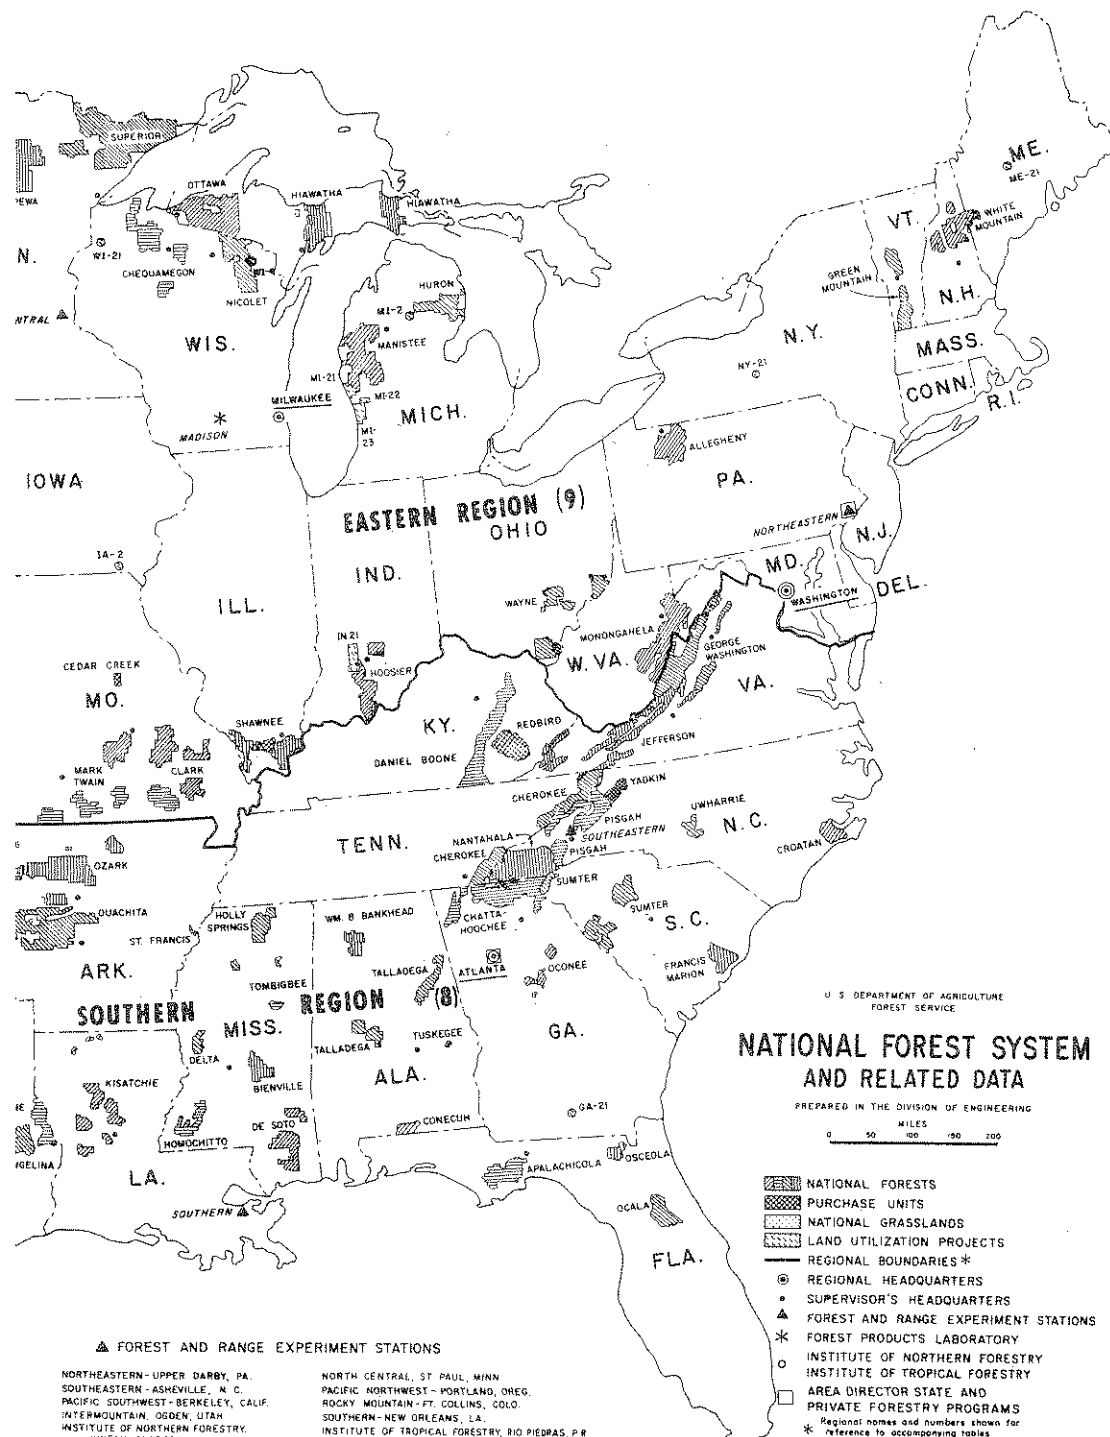 SUPERIOR
OTTAWA
HIAWATHA
HIAWATHA
PEWA
N.
WI-21
CHEQUAMEGON
NICOLET
NTRAL
WIS.
HURON
MI-2
MANISTEE
MI-21
MI-22
MI-
23
MILWAUKEE
MICH.
MADISON
ME.
ME-21
VT.
WHITE
MOUNTAIN
GREEN
MOUNTAIN
N.H.
N.Y.
NY-21
MASS.
CONN.
R.I.
IOWA
IA-2
ALLEGHENY
PA.
NORTHEASTERN
N.J.
EASTERN REGION (9)
OHIO
IND.
ILL.
WAYNE
MD.
WASHINGTON
DEL.
IN 21
HOOSIER
MONONGAHELA
W. VA.
GEORGE
WASHINGTON
VA.
CEDAR CREEK
MO.
SHAWNEE
KY.
REDBIRD
DANIEL BOONE
JEFFERSON
MARK
TWAIN
CLARK
CHEROKEE
YADKIN
PISGAH
UWHARRIE
TENN.
NANTAHALA
SOUTHEASTERN
N.C.
CHEROKEE
PISGAH
CROATAN
OZARK
SUMTER
OUACHITA
HOLLY
SPRINGS
WM. B BANKHEAD
CHATTA-
HOOCHEE
SUMTER
S.C.
ST. FRANCIS
ARK.
TALLADEGA
ATLANTA
OCONEE
FRANCIS
MARION
TOMBIGBEE
SOUTHERN REGION (8)
MISS.
TALLADEGA
TUSKEGEE
GA.
DELTA
BIENVILLE
ALA.
KISATCHIE
NGELINA
HOMOCHITTO
DE SOTO
CONECUH
GA-21
LA.
APALACHICOLA
OSCEOLA
SOUTHERN
OCALA
FLA.
U S DEPARTMENT OF AGRICULTURE
FOREST SERVICE
NATIONAL FOREST SYSTEM
AND RELATED DATA
PREPARED IN THE DIVISION OF ENGINEERING
MILES
0 50 100 150 200
NATIONAL FORESTS
PURCHASE UNITS
NATIONAL GRASSLANDS
LAND UTILIZATION PROJECTS
REGIONAL BOUNDARIES *
REGIONAL HEADQUARTERS
SUPERVISOR'S HEADQUARTERS
FOREST AND RANGE EXPERIMENT STATIONS
FOREST PRODUCTS LABORATORY
INSTITUTE OF NORTHERN FORESTRY
INSTITUTE OF TROPICAL FORESTRY
AREA DIRECTOR STATE AND
PRIVATE FORESTRY PROGRAMS
* Regional names and numbers shown for
reference to accompanying tables
FOREST AND RANGE EXPERIMENT STATIONS
NORTHEASTERN-UPPER DARBY, PA.
SOUTHEASTERN-ASHEVILLE, N. C.
PACIFIC SOUTHWEST-BERKELEY, CALIF.
INTERMOUNTAIN, OGDEN, UTAH
INSTITUTE OF NORTHERN FORESTRY.
NORTH CENTRAL, ST PAUL, MINN
PACIFIC NORTHWEST-PORTLAND, OREG.
ROCKY MOUNTAIN-FT. COLLINS, COLO.
SOUTHERN-NEW ORLEANS, LA.
INSTITUTE OF TROPICAL FORESTRY, RIO PIEDRAS, P R